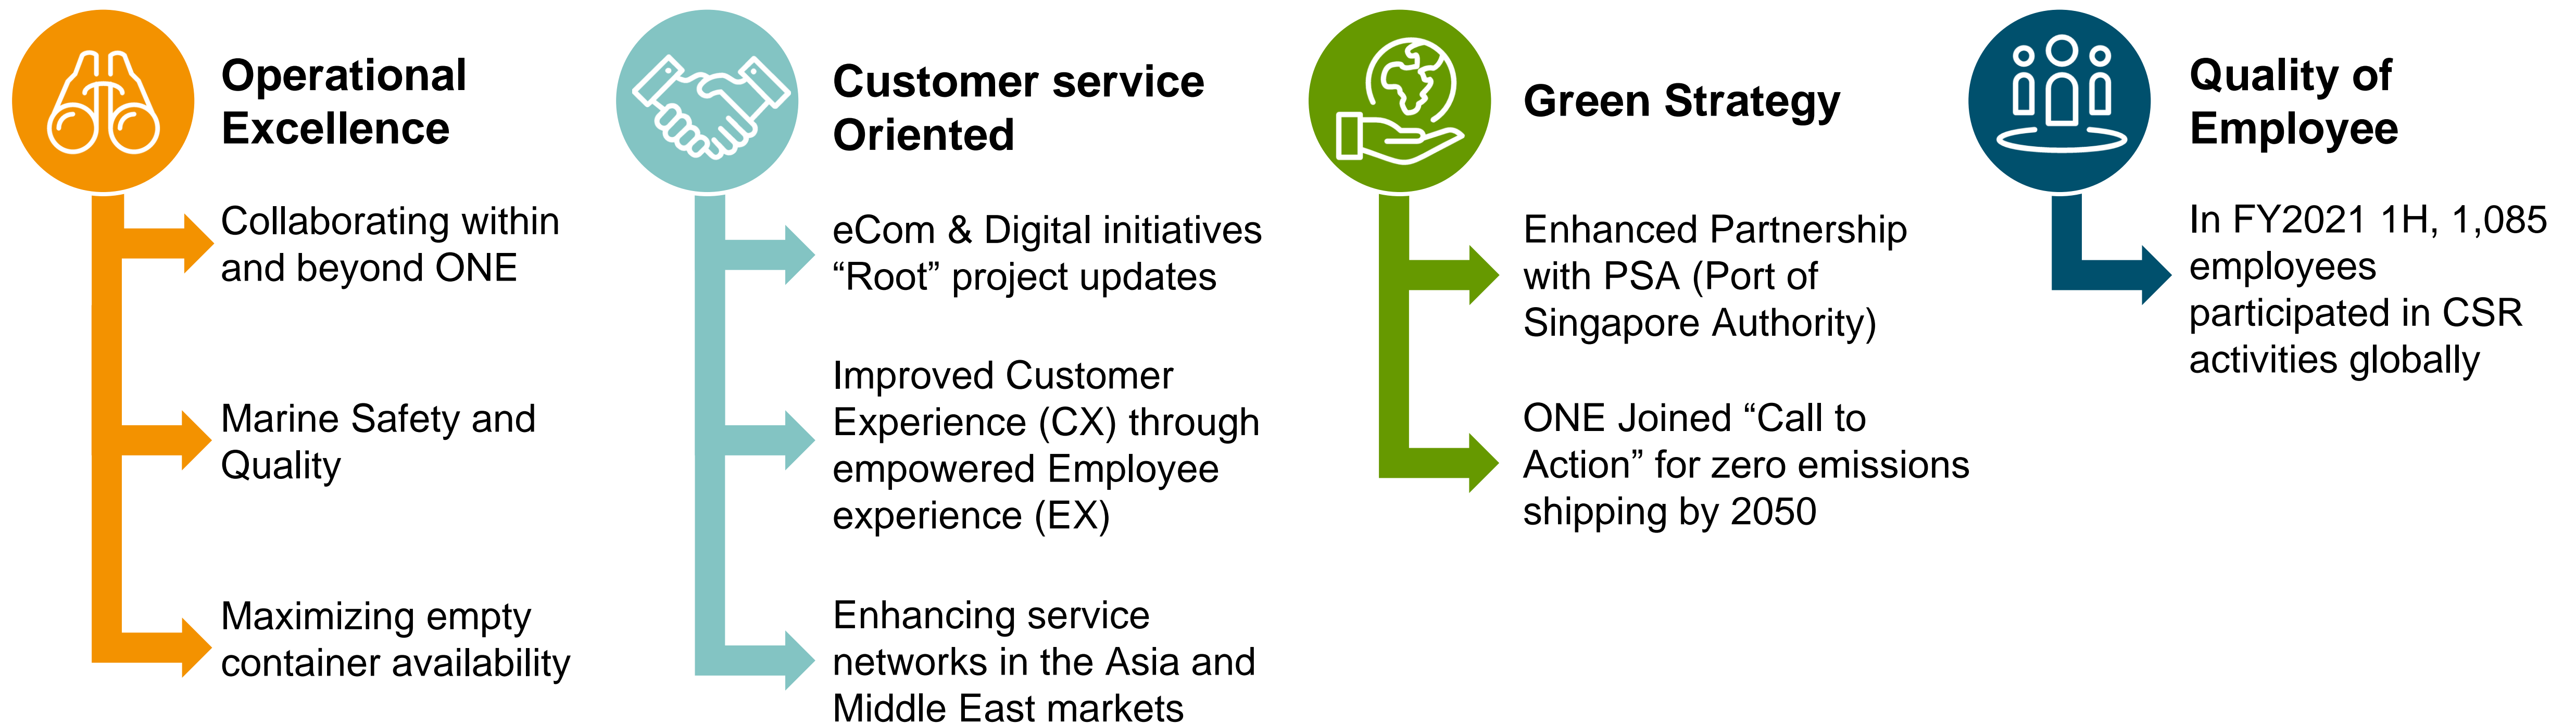 Operational
Excellence
Collaborating within
and beyond ONE
Marine Safety and
Quality
Maximizing empty
container availability
Customer service
Oriented
eCom & Digital initiatives
“Root” project updates
Improved Customer
Experience (CX) through
empowered Employee
experience (EX)
Enhancing service
networks in the Asia and
Middle East markets
Green Strategy
Enhanced Partnership
with PSA (Port of
Singapore Authority)
ONE Joined “Call to
Action” for zero emissions
shipping by 2050
Quality of
Employee
In FY2021 1H, 1,085
employees
participated in CSR
activities globally